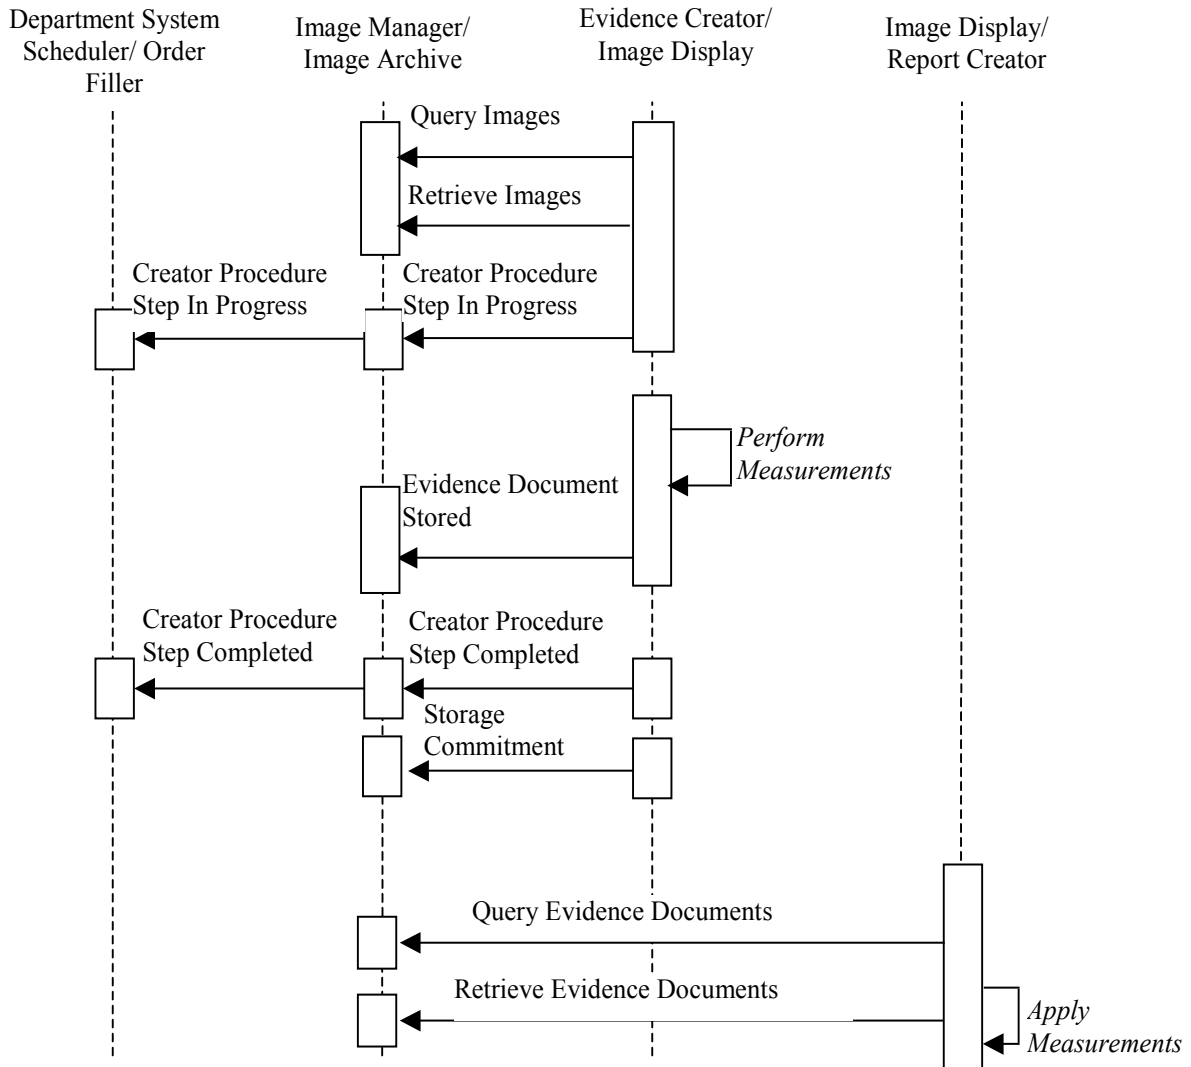 Department System
Scheduler/ Order
Filler
Image Manager/
Image Archive
Evidence Creator/
Image Display
Image Display/
Report Creator
Query Images
Retrieve Images
Creator Procedure
Step In Progress
Creator Procedure
Step In Progress
Perform
Measurements
Evidence Document
Stored
Creator Procedure
Step Completed
Creator Procedure
Step Completed
Storage
Commitment
Query Evidence Documents
Retrieve Evidence Documents
Apply
Measurements